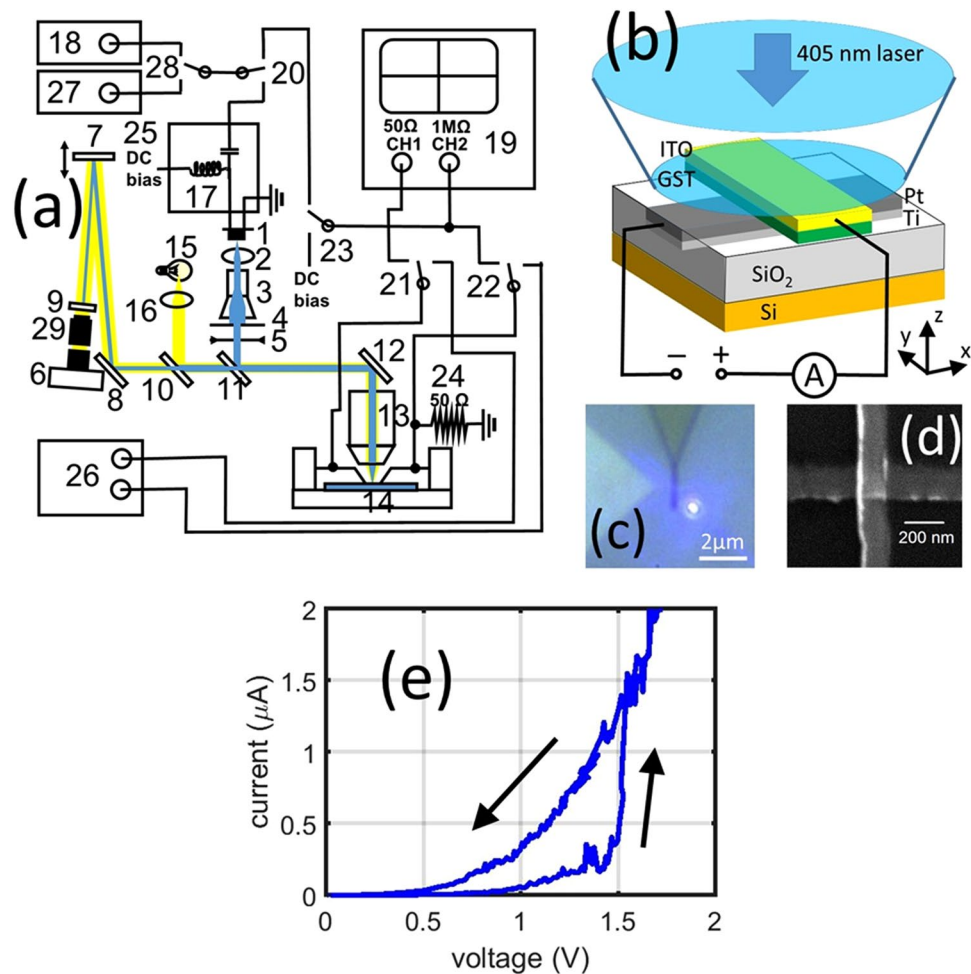 (a)
18
27
28
20
25
DC
bias
17
7
9
29
6
8
10
11
15
16
1
2
3
4
5
50Ω
CH1
1MΩ
CH2
19
23
DC
bias
21
22
12
13
24
50 Ω
14
26
(b)
405 nm laser
ITO
GST
Pt
Ti
SiO2
Si
− +
A
z
y
x
(c)
2μm
(d)
200 nm
(e)
current (μA)
2
1.5
1
0.5
0
0 0.5 1 1.5 2
voltage (V)